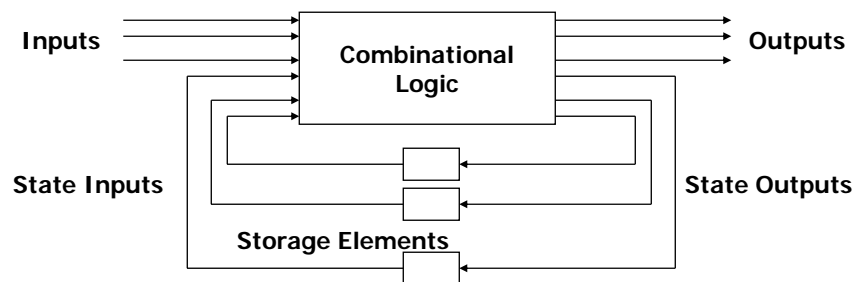 Inputs
Combinational
Logic
Outputs
State Inputs
State Outputs
Storage Elements